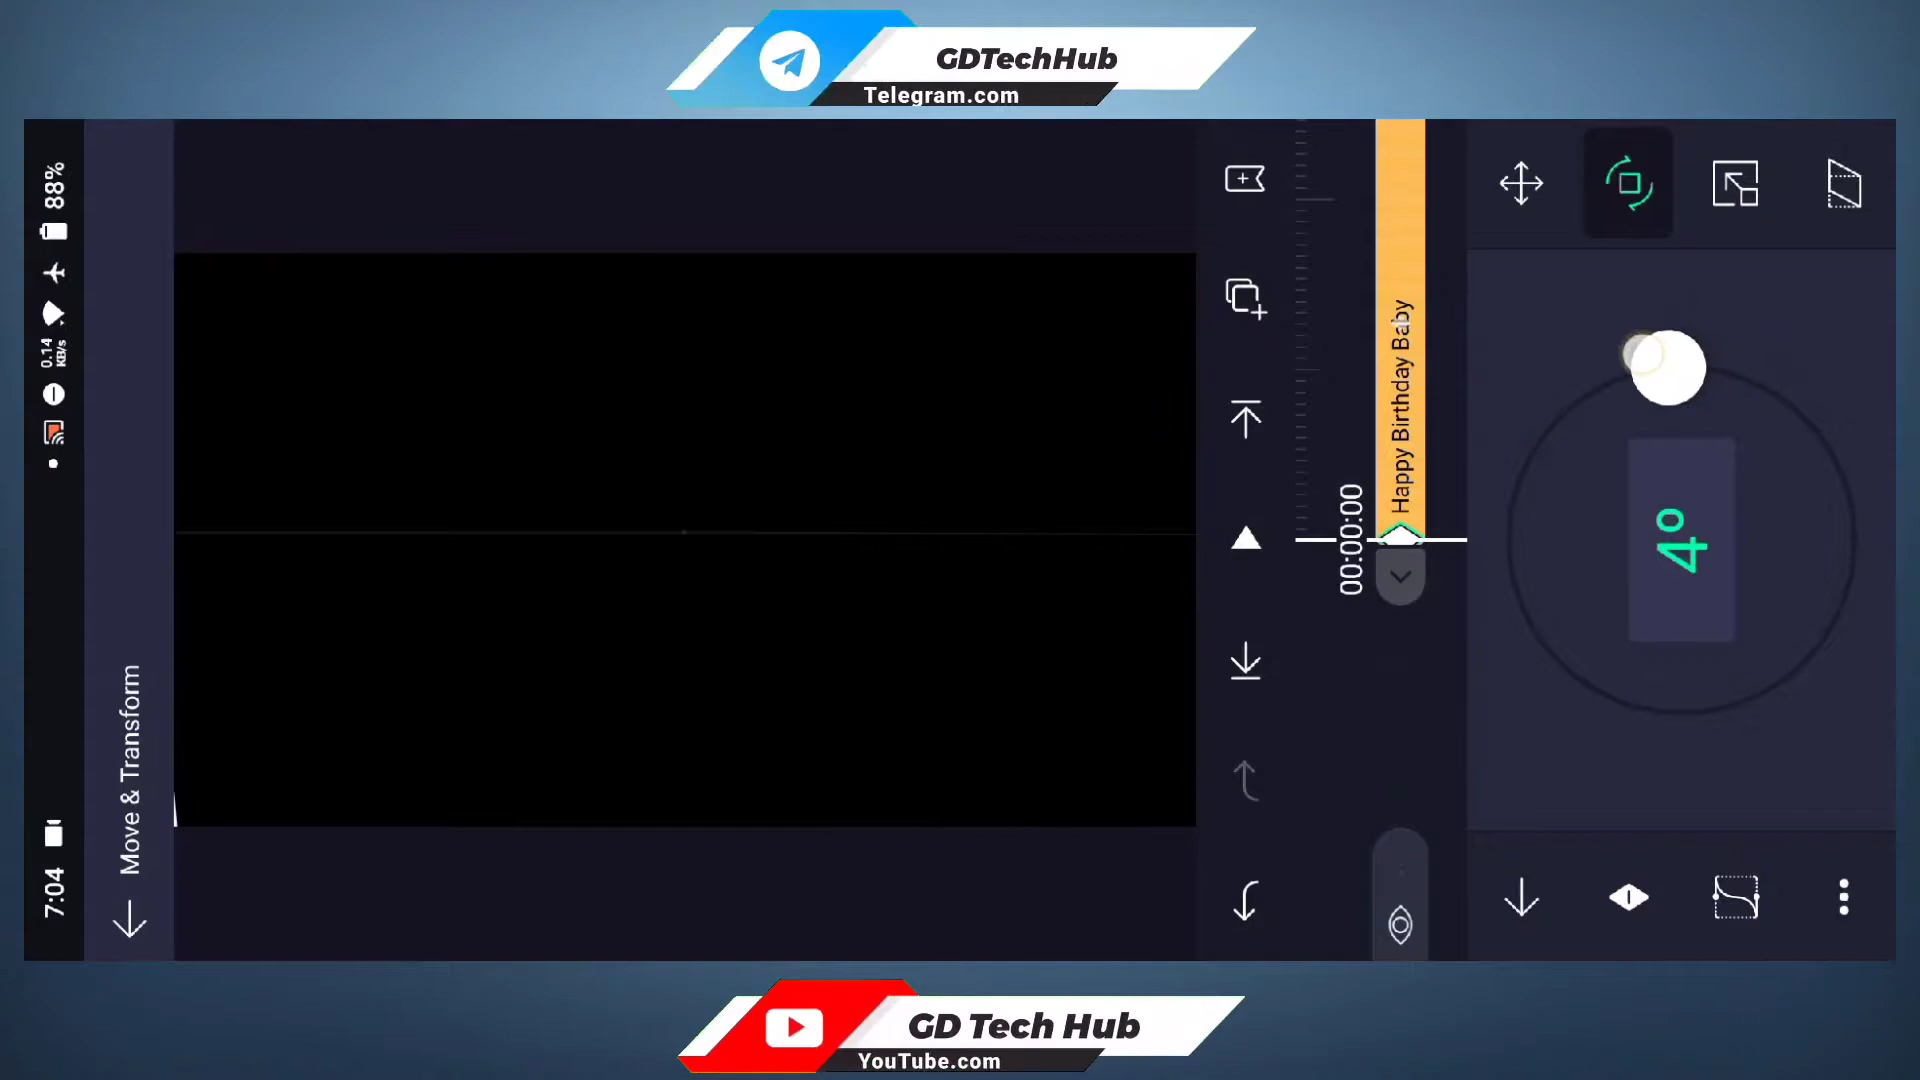 GDTechHub
Telegram.com
7:04
0.14
KB/s
88%
Move & Transform
00:00:00
Happy Birthday Baby
4°
GD Tech Hub
YouTube.com